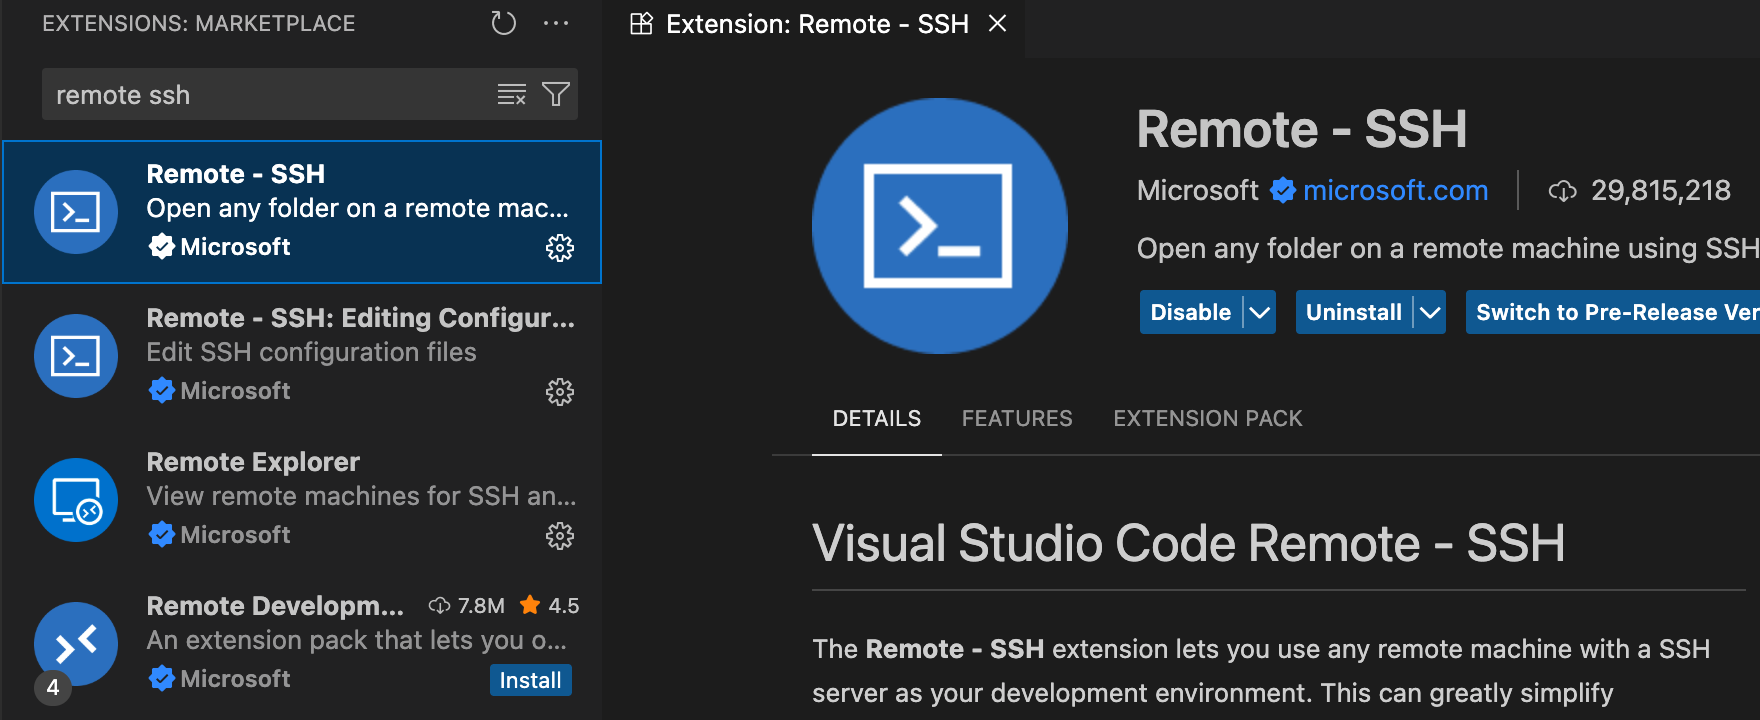 EXTENSIONS: MARKETPLACE
remote ssh
Remote - SSH
Open any folder on a remote mac...
Microsoft
Remote - SSH: Editing Configur...
Edit SSH configuration files
Microsoft
Remote Explorer
View remote machines for SSH an...
Microsoft
Remote Developm... 7.8M 4.5
An extension pack that lets you o...
Microsoft Install
4
Extension: Remote - SSH
Remote - SSH
Microsoft microsoft.com 29,815,218
Open any folder on a remote machine using SSH
Disable Uninstall Switch to Pre-Release Ver
DETAILS FEATURES EXTENSION PACK
Visual Studio Code Remote - SSH
The Remote - SSH extension lets you use any remote machine with a SSH
server as your development environment. This can greatly simplify